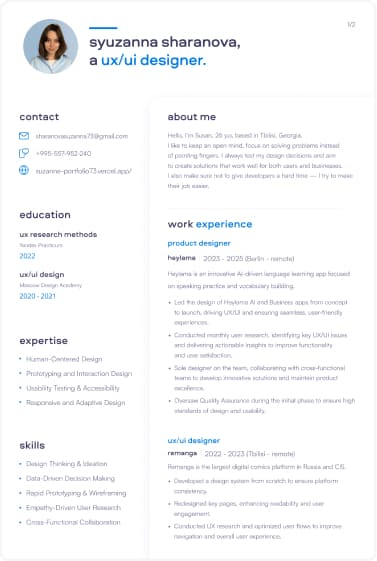 1/2
syuzanna sharanova,
a ux/ui designer.
contact
sharanovasuzanna73@gmail.com
+995-557-952-240
suzanne-portfolio73.vercel.app/
education
ux research methods
Yandex Practicum
2022
ux/ui design
Moscow Design Academy
2020 - 2021
expertise
Human-Centered Design
Prototyping and Interaction Design
Usability Testing & Accessibility
Responsive and Adaptive Design
skills
Design Thinking & Ideation
Data-Driven Decision Making
Rapid Prototyping & Wireframing
Empathy-Driven User Research
Cross-Functional Collaboration
about me
Hello, I'm Susan, 26 yo, based in Tbilisi, Georgia.
I like to keep an open mind, focus on solving problems instead
of pointing fingers. I always test my design decisions and aim
to create solutions that work well for both users and businesses.
I also make sure not to give developers a hard time — I try to make
their job easier.
work experience
product designer
heylama | 2023 - 2025 (Berlin - remote)
Heylama is an innovative AI-driven language learning app focused
on speaking practice and vocabulary building.
• Led the design of Heylama AI and Business apps from concept
to launch, driving UX/UI and ensuring seamless, user-friendly
experiences.
• Conducted monthly user research, identifying key UX/UI issues
and delivering actionable insights to improve functionality
and user satisfaction.
• Sole designer on the team, collaborating with cross-functional
teams to develop innovative solutions and maintain product
excellence.
• Oversaw Quality Assurance during the initial phase to ensure high
standards of design and usability.
ux/ui designer
remanga | 2022 - 2023 (Tbilisi - remote)
Remanga is the largest digital comics platform in Russia and CIS.
• Developed a design system from scratch to ensure platform
consistency.
• Redesigned key pages, enhancing readability and user
engagement.
• Conducted UX research and optimized user flows to improve
navigation and overall user experience.